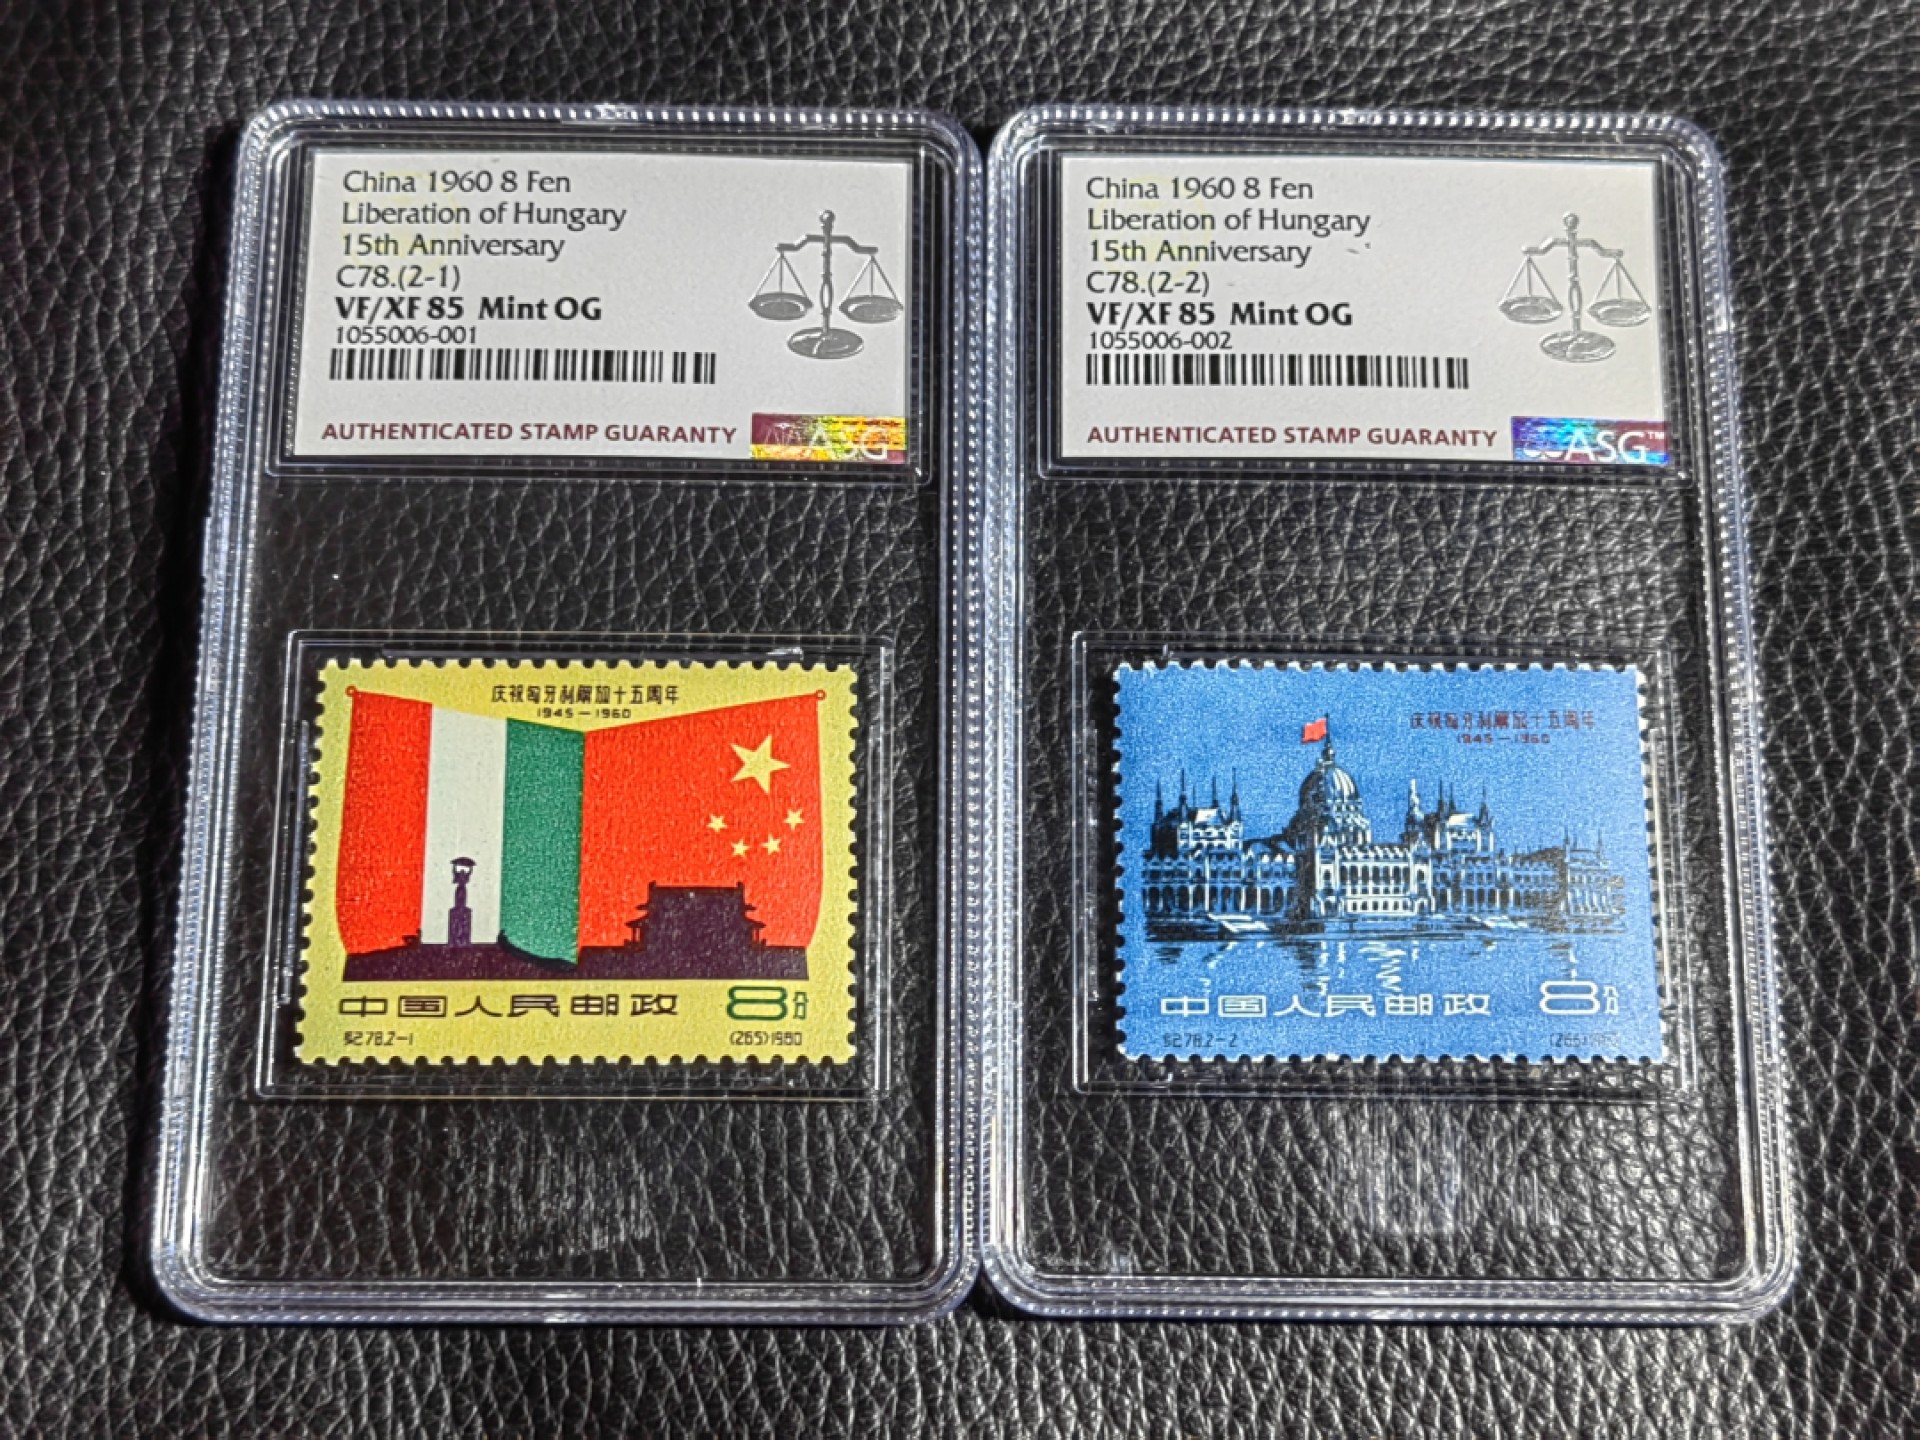 China 1960 8 Fen
Liberation of Hungary
15th Anniversary
C78.(2-1)
VF/XF 85 Mint OG
1055006-001
AUTHENTICATED STAMP GUARANTY
ASG
庆祝匈牙利解放十五周年
1945—1960
中国人民邮政 8分
纪78.2-1 (265)1960
China 1960 8 Fen
Liberation of Hungary
15th Anniversary
C78.(2-2)
VF/XF 85 Mint OG
1055006-002
AUTHENTICATED STAMP GUARANTY
ASG™
庆祝匈牙利解放十五周年
1945—1960
中国人民邮政 8分
纪78.2-2 (266)1960